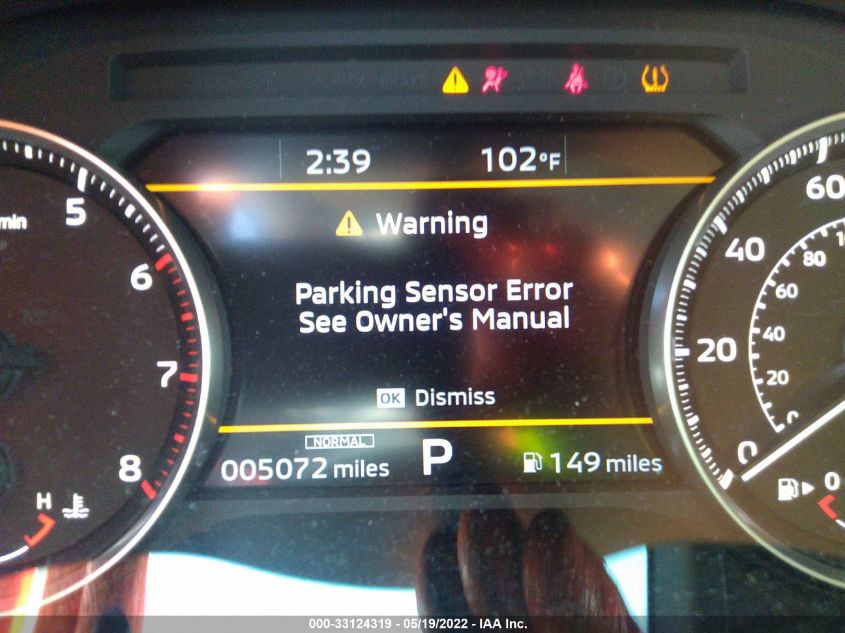 2:39 102°F
Warning
Parking Sensor Error
See Owner's Manual
OK Dismiss
NORMAL
005072 miles P 149 miles
min
5
6
7
8
H
60
40
20
0
80
60
40
20
0
000-33124319 - 05/19/2022 - IAA Inc.